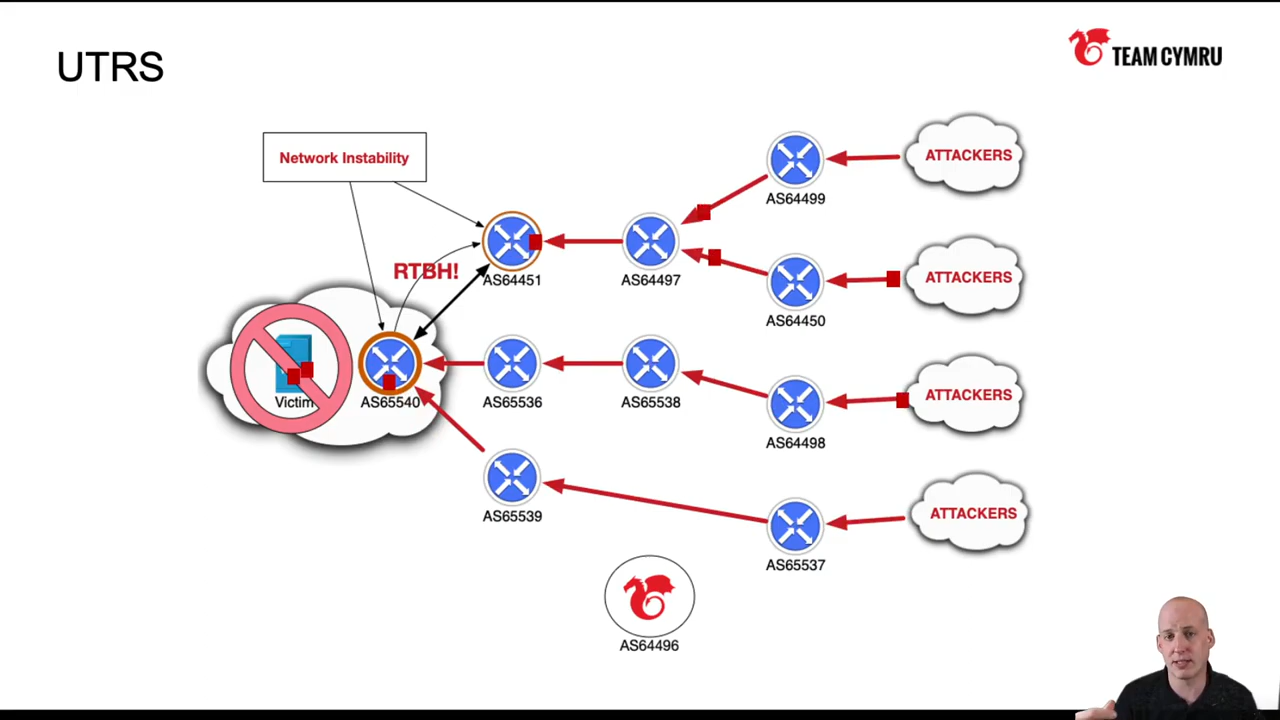 UTRS
TEAM CYMRU
Network Instability
ATTACKERS
AS64499
RTBH!
AS64451
AS64497
ATTACKERS
AS64450
Victim
AS65540
AS65536
AS65538
ATTACKERS
AS64498
AS65539
ATTACKERS
AS65537
AS64496